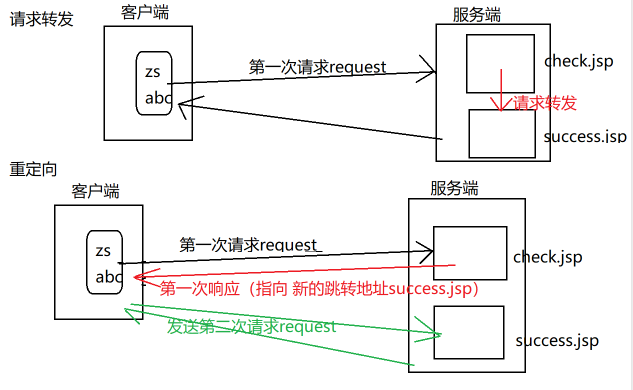 请求转发
客户端
服务端
zs
abc
第一次请求request
check.jsp
请求转发
success.jsp
重定向
客户端
服务端
zs
abc
第一次请求request_
check.jsp
第一次响应（指向 新的跳转地址success.jsp）
发送第二次请求request
success.jsp